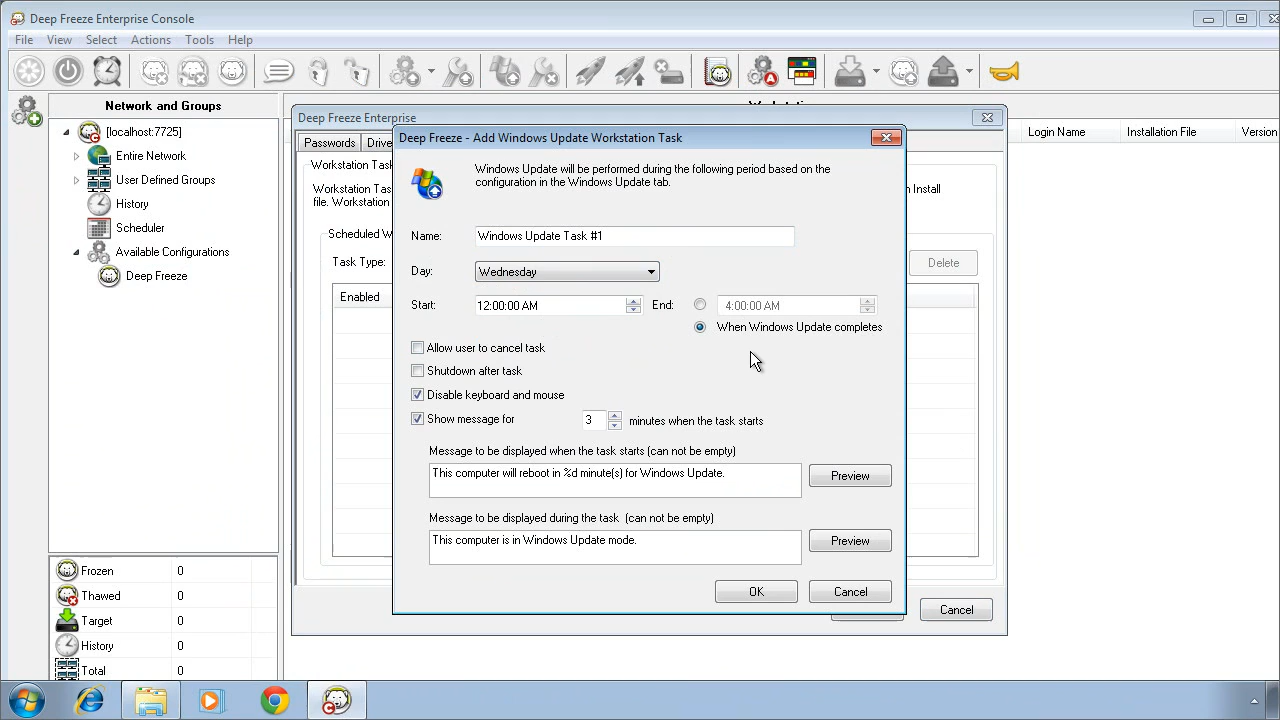 Deep Freeze Enterprise Console
File View Select Actions Tools Help
Network and Groups
[localhost:7725]
Entire Network
User Defined Groups
History
Scheduler
Available Configurations
Deep Freeze
Frozen 0
Thawed 0
Target 0
History 0
Total 0
Login Name Installation File
Deep Freeze Enterprise
Passwords
Workstation
file. Workstation
n Install
Task Type:
Delete
Enabled
Cancel
Deep Freeze - Add Windows Update Workstation Task
Windows Update will be performed during the following period based on the
configuration in the Windows Update tab.
Name: Windows Update Task #1
Day: Wednesday
Start: 12:00:00 AM End: 4:00:00 AM
When Windows Update completes
Allow user to cancel task
Shutdown after task
Disable keyboard and mouse
Show message for 3 minutes when the task starts
Message to be displayed when the task starts (can not be empty)
This computer will reboot in %d minute(s) for Windows Update.
Preview
Message to be displayed during the task (can not be empty)
This computer is in Windows Update mode.
Preview
OK Cancel